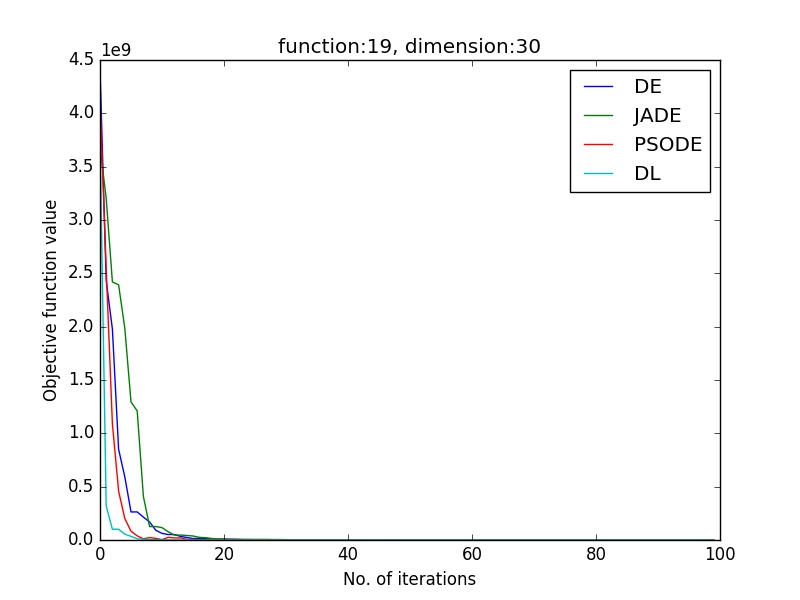 function:19, dimension:30
1e9
4.5
4.0
3.5
3.0
2.5
2.0
1.5
1.0
0.5
0.0
Objective function value
DE
JADE
PSODE
DL
0 20 40 60 80 100
No. of iterations